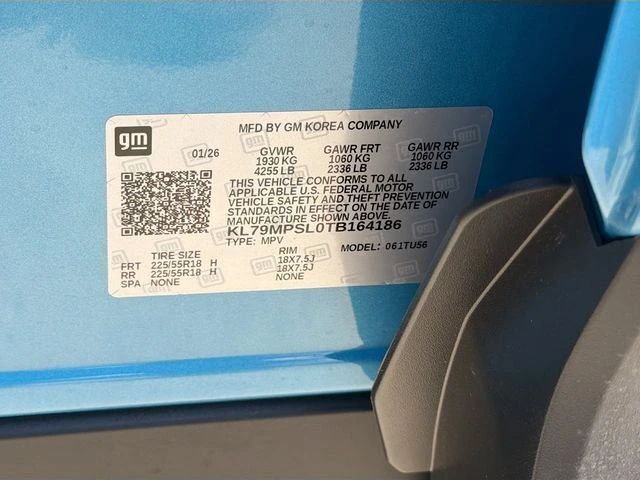 gm
MFD BY GM KOREA COMPANY
01/26 GVWR GAWR FRT GAWR RR
1930 KG 1060 KG 1060 KG
4255 LB 2336 LB 2336 LB
THIS VEHICLE CONFORMS TO ALL
APPLICABLE U.S. FEDERAL MOTOR
VEHICLE SAFETY AND THEFT PREVENTION
STANDARDS IN EFFECT ON THE DATE OF
MANUFACTURE SHOWN ABOVE.
KL79MPSL0TB164186
TYPE: MPV MODEL: 061TU56
TIRE SIZE RIM
FRT 225/55R18 H 18X7.5J
RR 225/55R18 H 18X7.5J
SPA NONE NONE